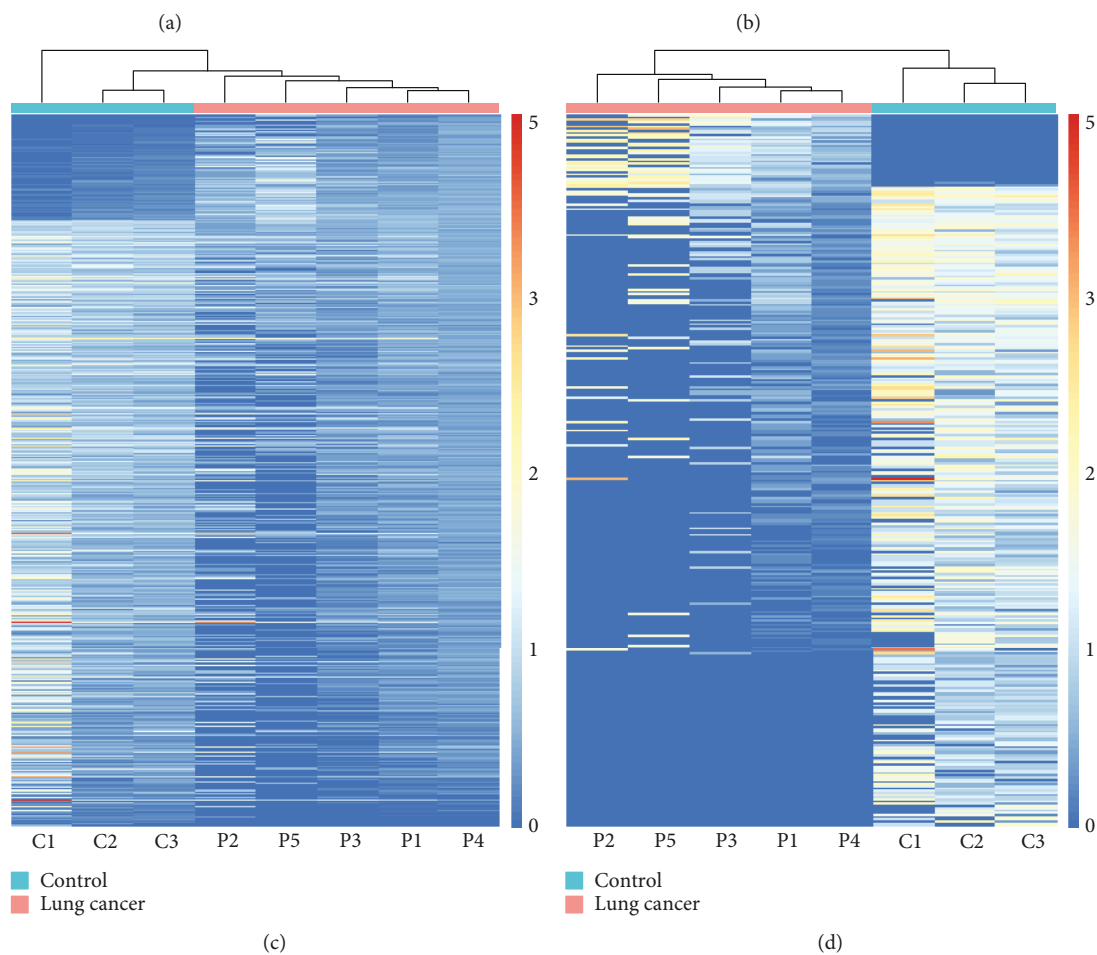 (a)
(b)
5
3
2
1
0
C1 C2 C3 P2 P5 P3 P1 P4
Control
Lung cancer
(c)
5
3
2
1
0
P2 P5 P3 P1 P4 C1 C2 C3
Control
Lung cancer
(d)